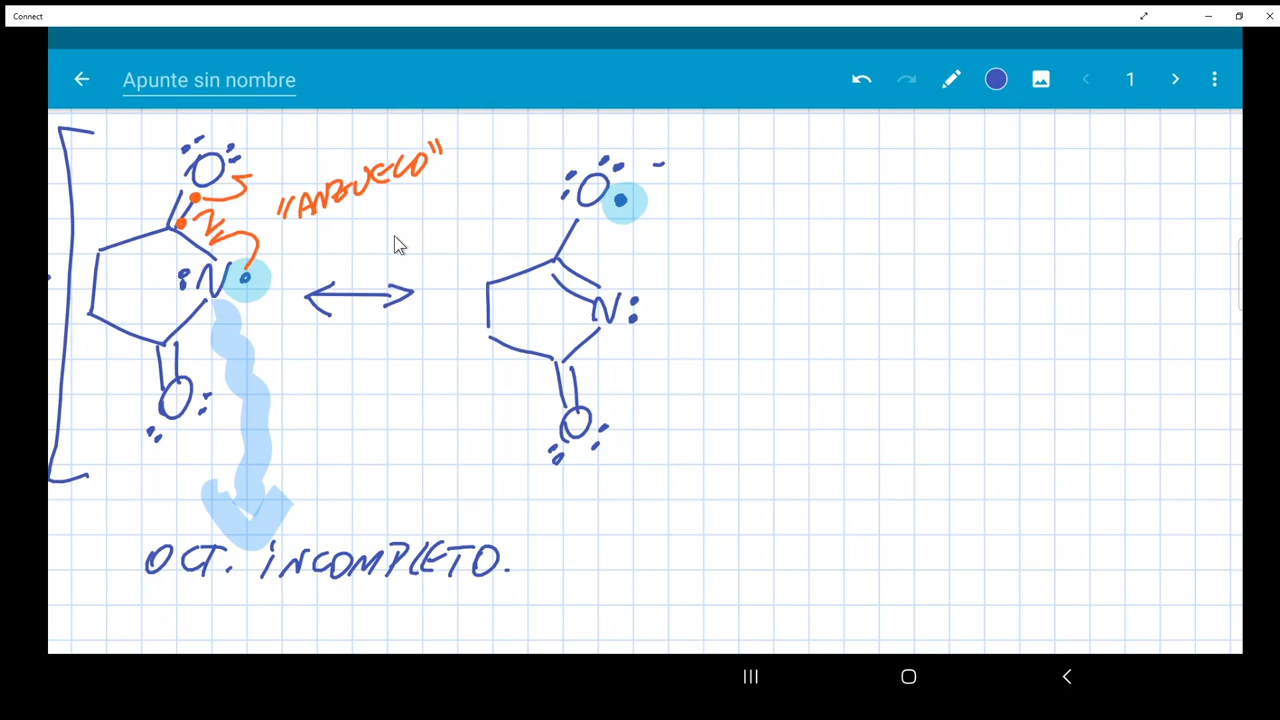 Connect
Apunte sin nombre
1
O
"ANZUELO"
O
:N
N:
O
O
OCT. INCOMPLETO.